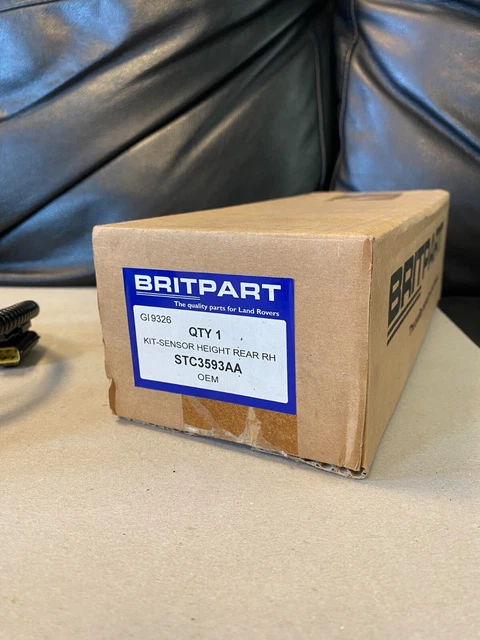 BRITPART
The quality parts for Land Rovers
GI9326
QTY 1
KIT-SENSOR HEIGHT REAR RH
STC3593AA
OEM
BRITPART